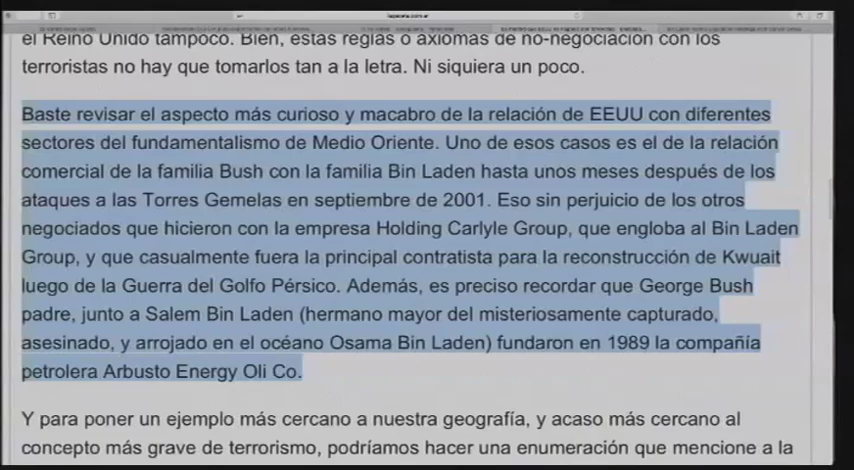 el Reino Unido tampoco. Bien, estas reglas o axiomas de no-negociación con los
terroristas no hay que tomarlos tan a la letra. Ni siquiera un poco.
Baste revisar el aspecto más curioso y macabro de la relación de EEUU con diferentes
sectores del fundamentalismo de Medio Oriente. Uno de esos casos es el de la relación
comercial de la familia Bush con la familia Bin Laden hasta unos meses después de los
ataques a las Torres Gemelas en septiembre de 2001. Eso sin perjuicio de los otros
negociados que hicieron con la empresa Holding Carlyle Group, que engloba al Bin Laden
Group, y que casualmente fuera la principal contratista para la reconstrucción de Kwuait
luego de la Guerra del Golfo Pérsico. Además, es preciso recordar que George Bush
padre, junto a Salem Bin Laden (hermano mayor del misteriosamente capturado,
asesinado, y arrojado en el océano Osama Bin Laden) fundaron en 1989 la compañía
petrolera Arbusto Energy Oli Co.
Y para poner un ejemplo más cercano a nuestra geografía, y acaso más cercano al
concepto más grave de terrorismo, podríamos hacer una enumeración que mencione a la